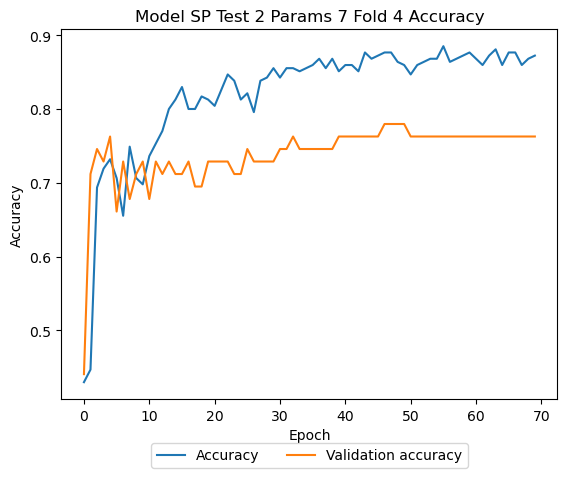 Model SP Test 2 Params 7 Fold 4 Accuracy
0.9
0.8
0.7
0.6
0.5
Accuracy
0 10 20 30 40 50 60 70
Epoch
Accuracy Validation accuracy